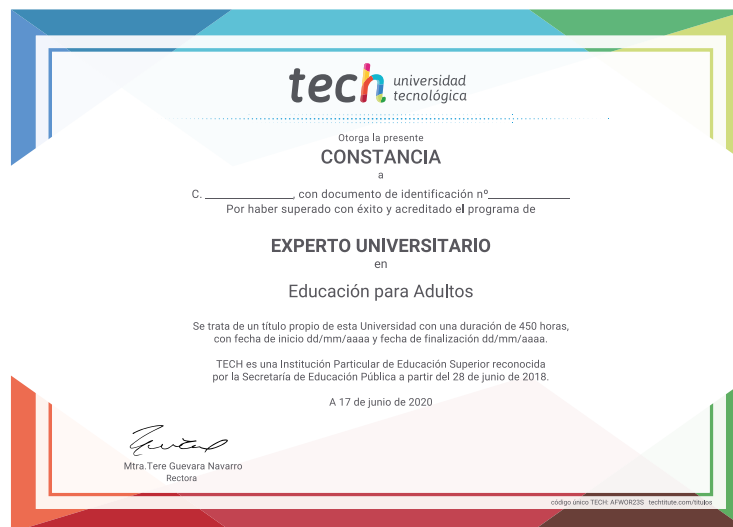 tech universidad
tecnológica
Otorga la presente
CONSTANCIA
a
C. ________________, con documento de identificación nº______________
Por haber superado con éxito y acreditado el programa de
EXPERTO UNIVERSITARIO
en
Educación para Adultos
Se trata de un título propio de esta Universidad con una duración de 450 horas,
con fecha de inicio dd/mm/aaaa y fecha de finalización dd/mm/aaaa.
TECH es una Institución Particular de Educación Superior reconocida
por la Secretaría de Educación Pública a partir del 28 de junio de 2018.
A 17 de junio de 2020
Mtra.Tere Guevara Navarro
Rectora
código único TECH: AFWOR23S techtitute.com/titulos